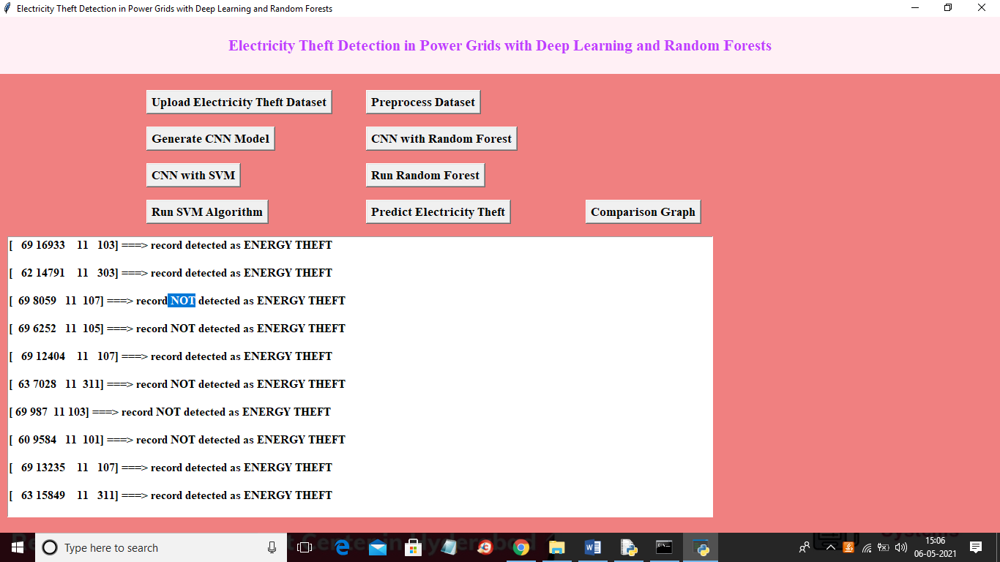 Electricity Theft Detection in Power Grids with Deep Learning and Random Forests
Electricity Theft Detection in Power Grids with Deep Learning and Random Forests
Upload Electricity Theft Dataset Preprocess Dataset
Generate CNN Model CNN with Random Forest
CNN with SVM Run Random Forest
Run SVM Algorithm Predict Electricity Theft Comparison Graph
[ 69 16933 11 103] ===> record detected as ENERGY THEFT
[ 62 14791 11 303] ===> record detected as ENERGY THEFT
[ 69 8059 11 107] ===> record NOT detected as ENERGY THEFT
[ 69 6252 11 105] ===> record NOT detected as ENERGY THEFT
[ 69 12404 11 107] ===> record detected as ENERGY THEFT
[ 63 7028 11 311] ===> record NOT detected as ENERGY THEFT
[ 69 987 11 103] ===> record NOT detected as ENERGY THEFT
[ 60 9584 11 101] ===> record NOT detected as ENERGY THEFT
[ 69 13235 11 107] ===> record detected as ENERGY THEFT
[ 63 15849 11 311] ===> record detected as ENERGY THEFT
Type here to search
15:06
06-05-2021